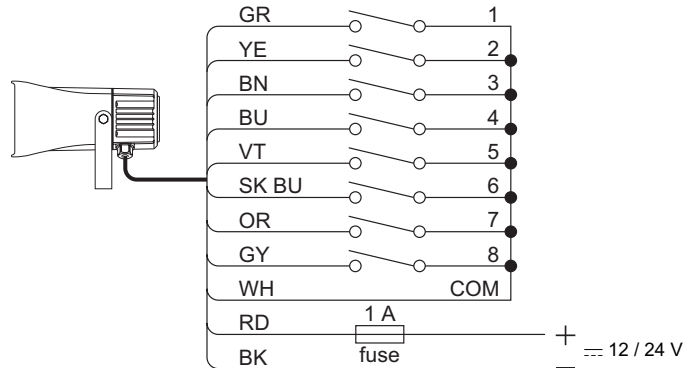 GR 1
YE 2
BN 3
BU 4
VT 5
SK BU 6
OR 7
GY 8
WH COM
RD 1 A +
fuse 12 / 24 V
BK –